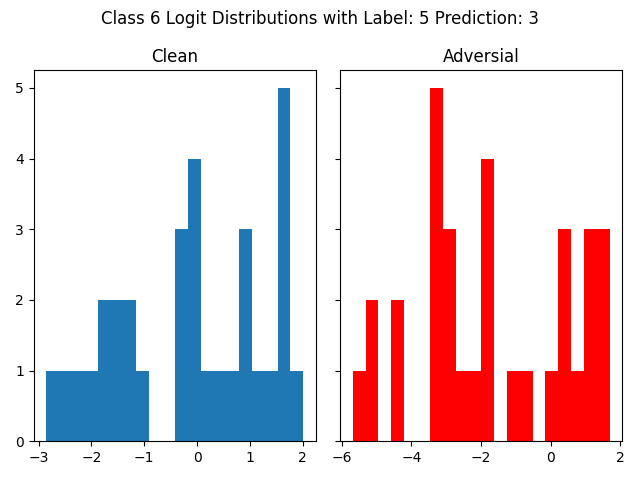 Class 6 Logit Distributions with Label: 5 Prediction: 3
Clean
Adversial
5
4
3
2
1
0
−3 −2 −1 0 1 2
−6 −4 −2 0 2